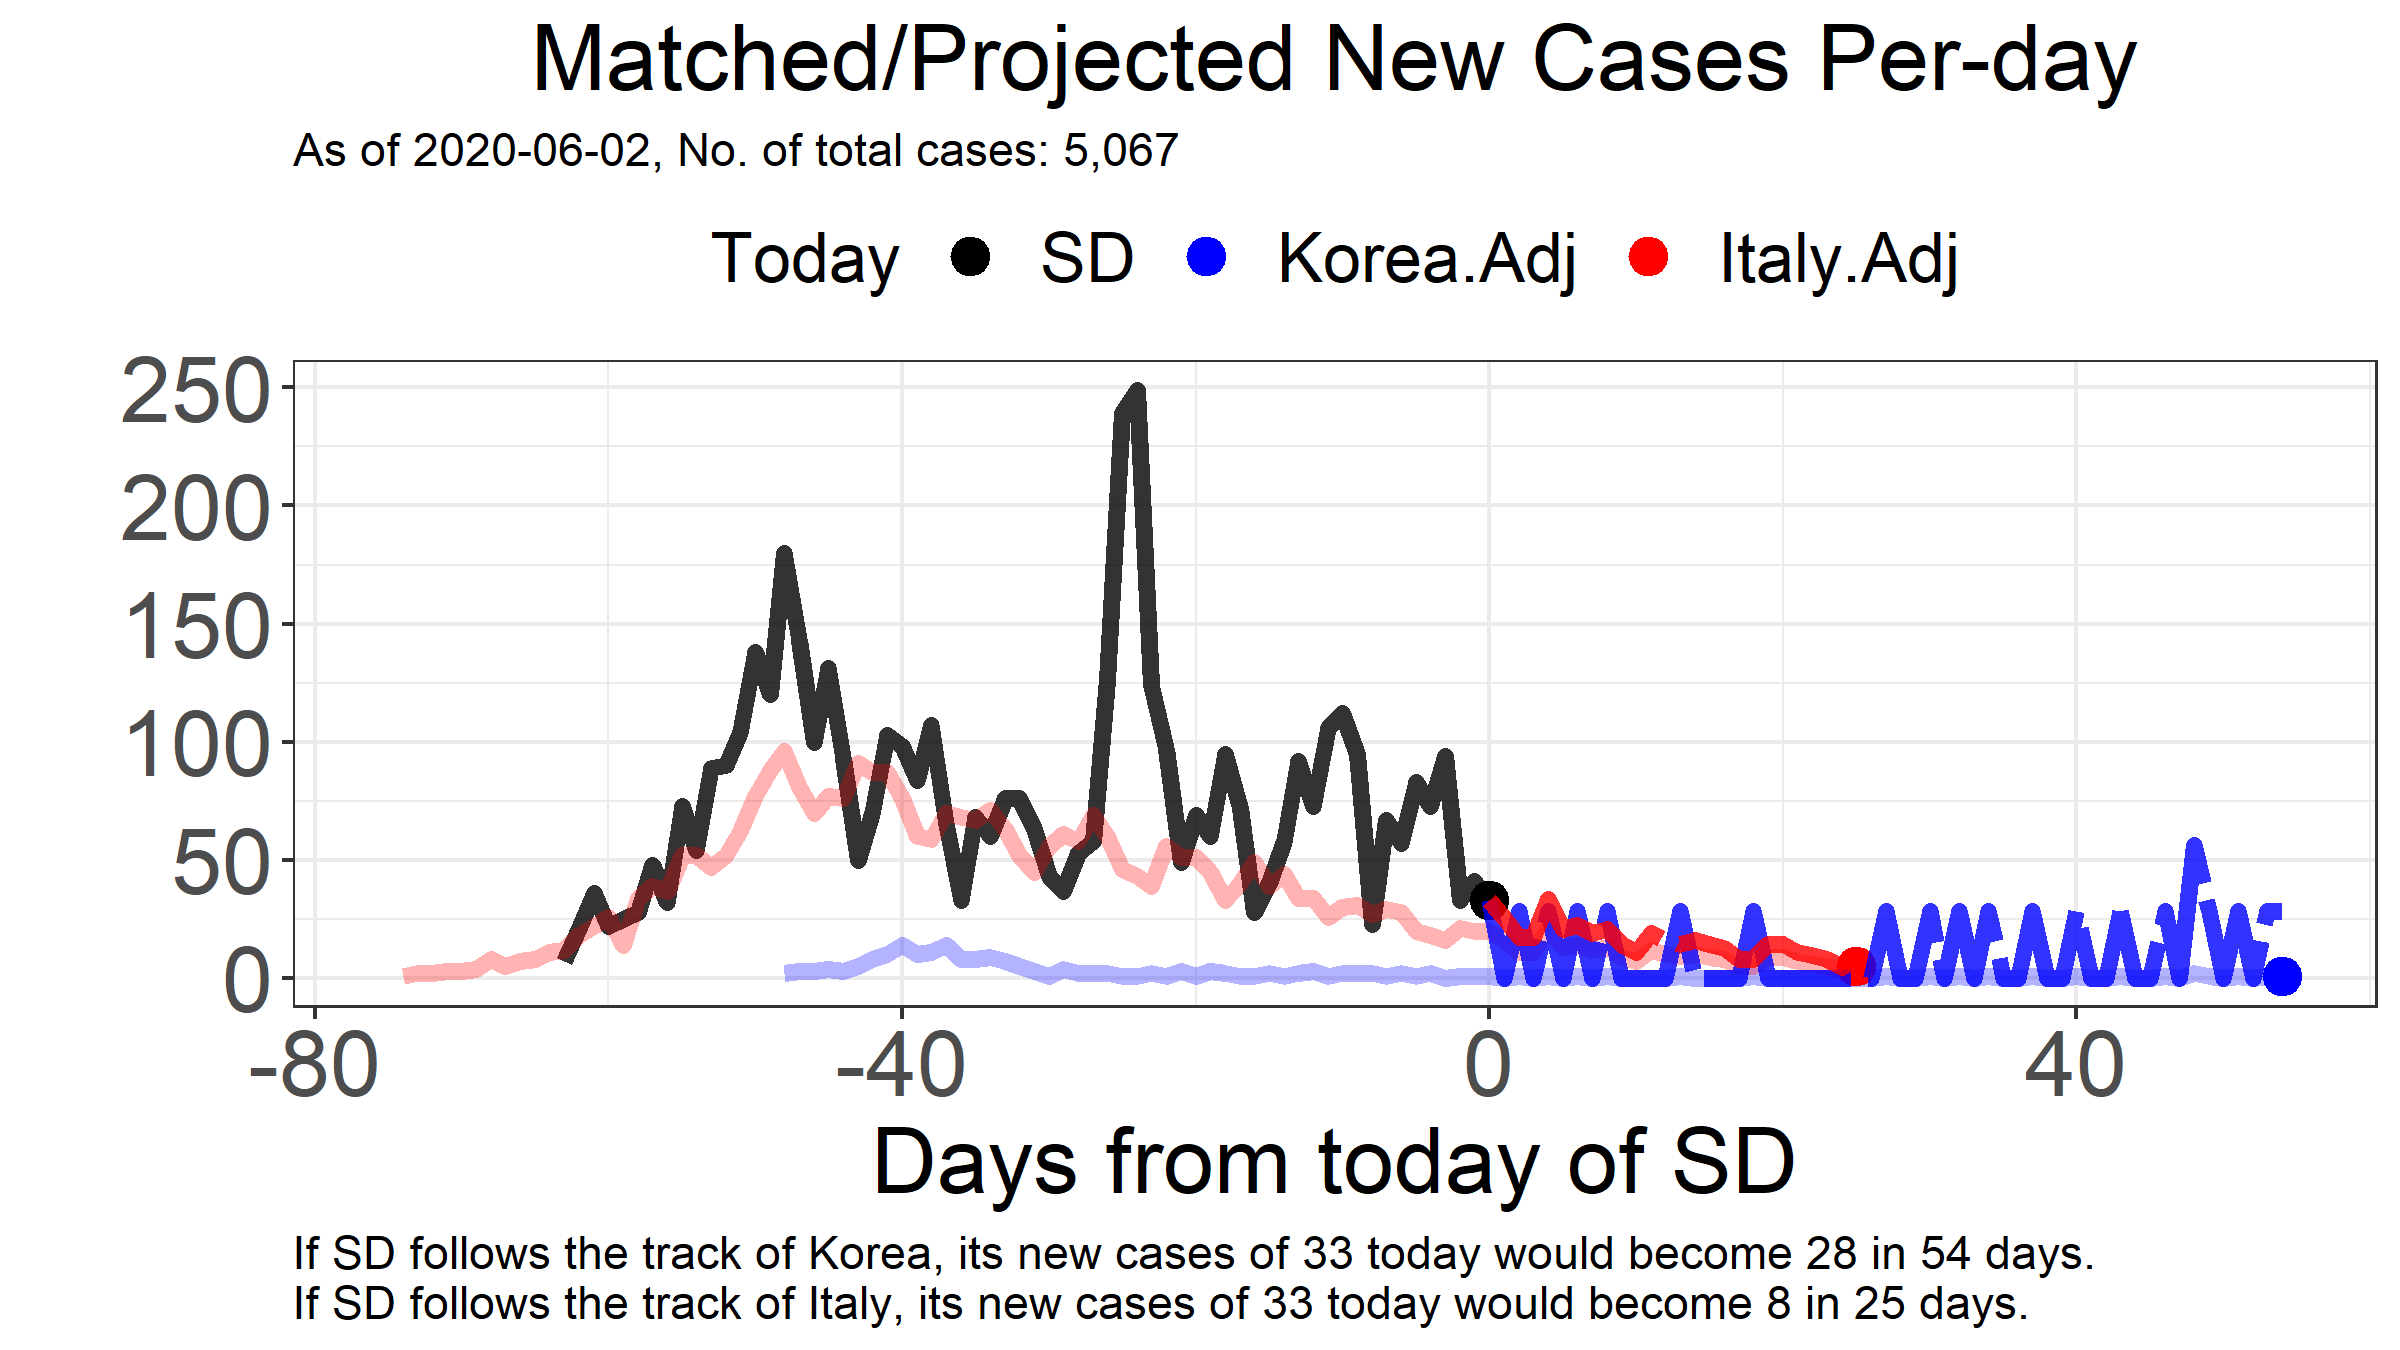 Matched/Projected New Cases Per-day
As of 2020-06-02, No. of total cases: 5,067
Today SD Korea.Adj Italy.Adj
250
200
150
100
50
0
-80 -40 0 40
Days from today of SD
If SD follows the track of Korea, its new cases of 33 today would become 28 in 54 days.
If SD follows the track of Italy, its new cases of 33 today would become 8 in 25 days.